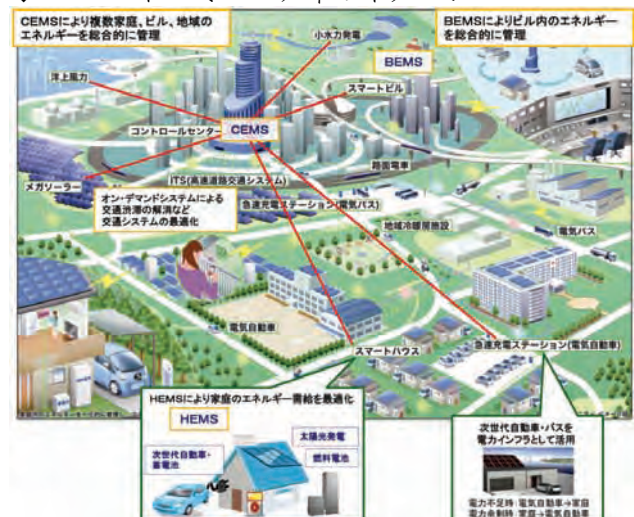 CEMSにより複数家庭、ビル、地域の
エネルギーを総合的に管理
BEMSによりビル内のエネルギー
を総合的に管理
小水力発電
BEMS
洋上風力
スマートビル
コントロールセンター
CEMS
路面電車
メガソーラー
ITS(高速道路交通システム)
オン・デマンドシステムによる
交通渋滞の解消など
交通システムの最適化
急速充電ステーション(電気バス)
地域冷暖房施設
電気バス
電気自動車
スマートハウス
急速充電ステーション(電気自動車)
HEMSにより家庭のエネルギー需給を最適化
HEMS
太陽光発電
次世代自動車・
蓄電池
燃料電池
次世代自動車・バスを
電力インフラとして活用
電力不足時:電気自動車→家庭
電力余剰時:家庭→電気自動車